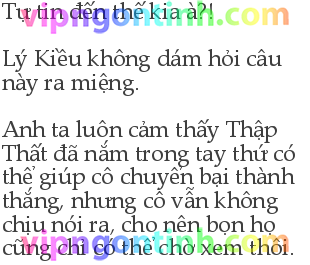 Tự tin đến thế kia à?!
vipngontinh.com
Lý Kiều không dám hỏi câu
này ra miệng.
Anh ta luôn cảm thấy Thập
Thất đã nắm trong tay thứ có
thể giúp cô chuyển bại thành
thắng, nhưng cô vẫn không
chịu nói ra, cho nên bọn họ
cũng chỉ có thể chờ xem thôi.
vipngontinh.com